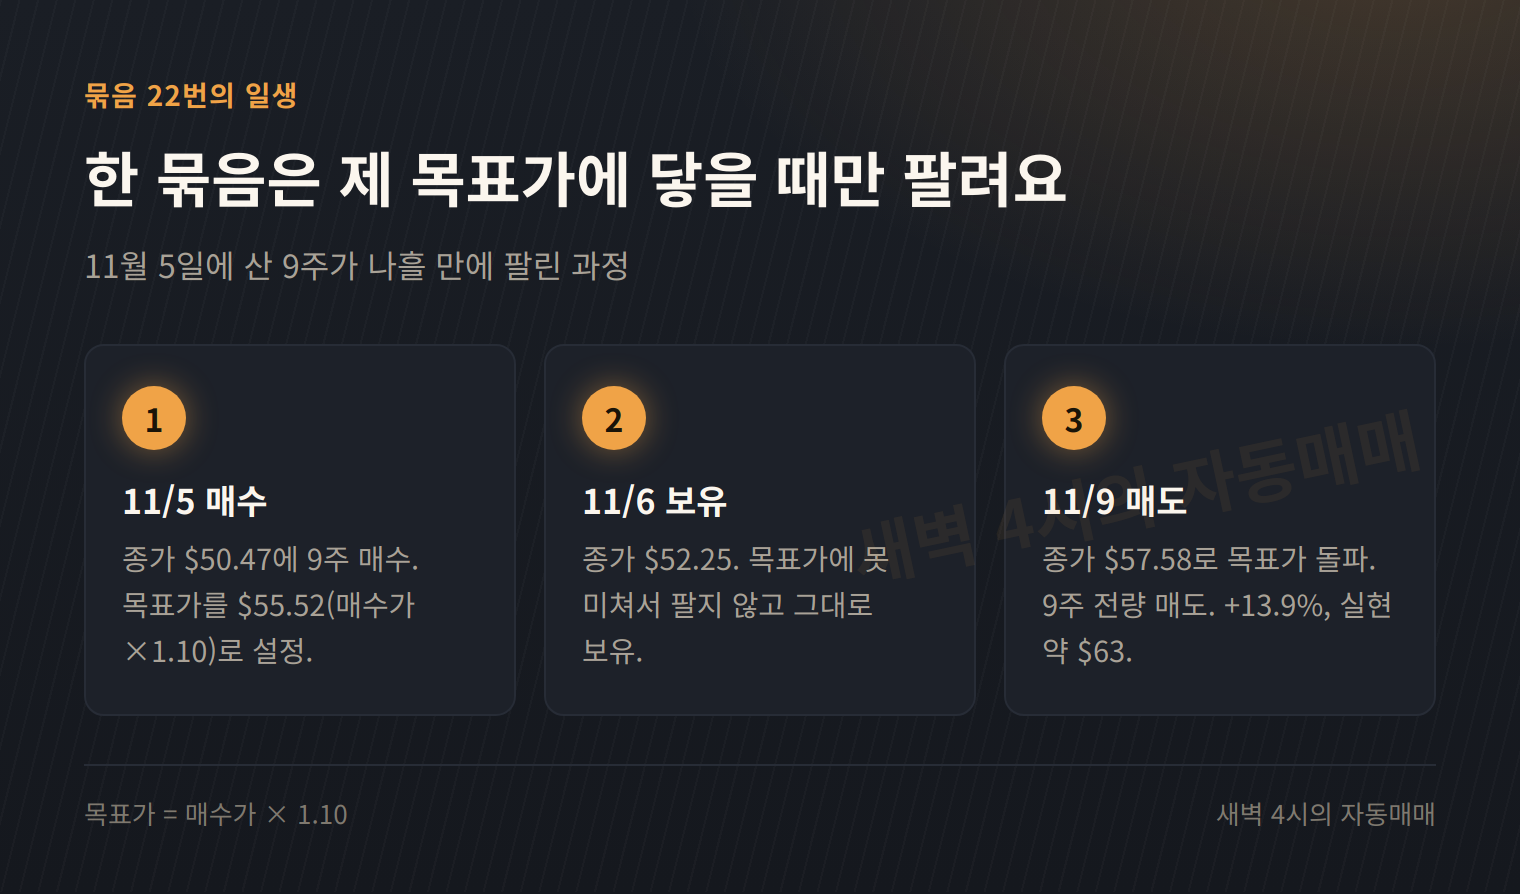 묶음 22번의 일생
한 묶음은 제 목표가에 닿을 때만 팔려요
11월 5일에 산 9주가 나흘 만에 팔린 과정
1
11/5 매수
종가 $50.47에 9주 매수.
목표가를 $55.52(매수가
×1.10)로 설정.
2
11/6 보유
종가 $52.25. 목표가에 못
미쳐서 팔지 않고 그대로
보유.
3
11/9 매도
종가 $57.58로 목표가 돌파.
9주 전량 매도. +13.9%, 실현
약 $63.
새벽 4시의 자동매매
목표가 = 매수가 × 1.10
새벽 4시의 자동매매